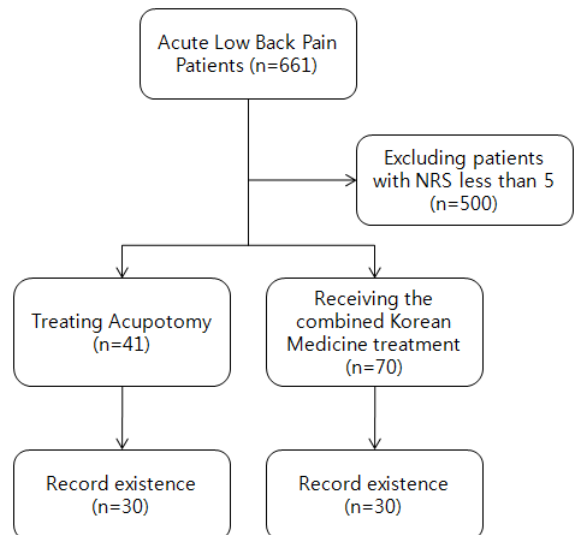 Acute Low Back Pain
Patients (n=661)
Excluding patients
with NRS less than 5
(n=500)
Treating Acupotomy
(n=41)
Receiving the
combined Korean
Medicine treatment
(n=70)
Record existence
(n=30)
Record existence
(n=30)